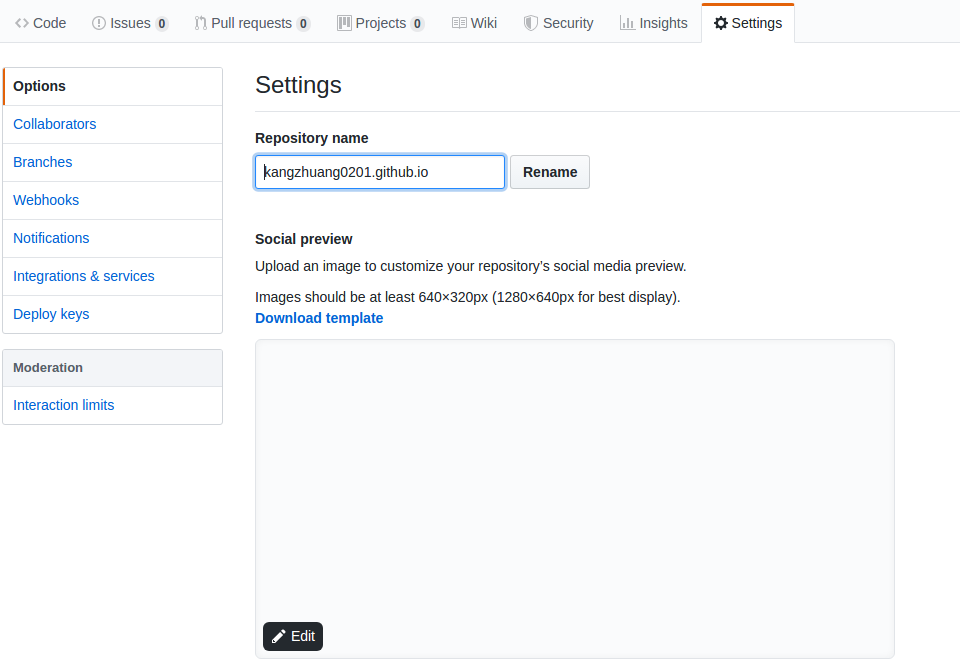 Code Issues 0 Pull requests 0 Projects 0 Wiki Security Insights Settings
Options
Collaborators
Branches
Webhooks
Notifications
Integrations & services
Deploy keys
Moderation
Interaction limits
Settings
Repository name
kangzhuang0201.github.io Rename
Social preview
Upload an image to customize your repository’s social media preview.
Images should be at least 640×320px (1280×640px for best display).
Download template
Edit